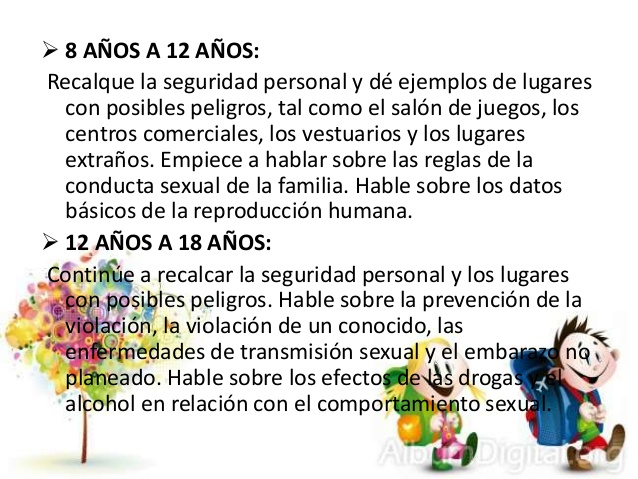 ➢ 8 AÑOS A 12 AÑOS:
Recalque la seguridad personal y dé ejemplos de lugares
con posibles peligros, tal como el salón de juegos, los
centros comerciales, los vestuarios y los lugares
extraños. Empiece a hablar sobre las reglas de la
conducta sexual de la familia. Hable sobre los datos
básicos de la reproducción humana.
➢ 12 AÑOS A 18 AÑOS:
Continúe a recalcar la seguridad personal y los lugares
con posibles peligros. Hable sobre la prevención de la
violación, la violación de un conocido, las
enfermedades de transmisión sexual y el embarazo no
planeado. Hable sobre los efectos de las drogas y el
alcohol en relación con el comportamiento sexual.
AlbumDigital.org